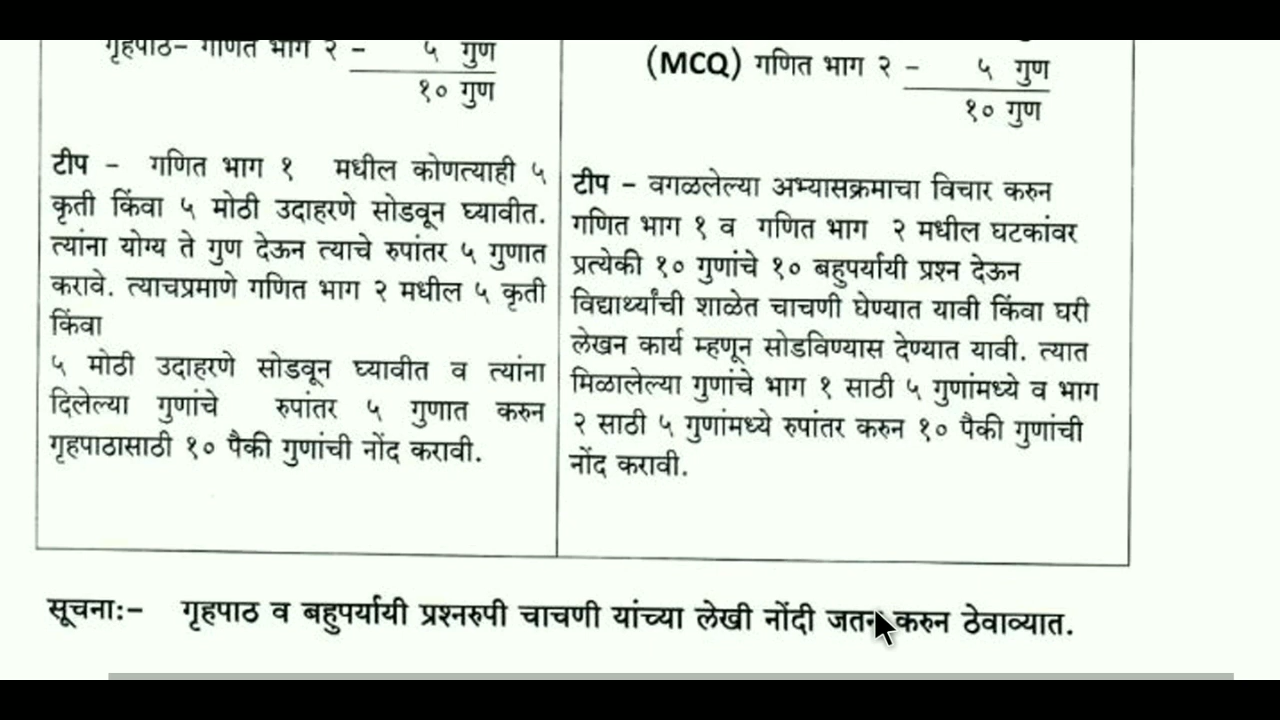 गृहपाठ– गणित भाग २ – ५ गुण
१० गुण
टीप – गणित भाग १ मधील कोणत्याही ५
कृती किंवा ५ मोठी उदाहरणे सोडवून घ्यावीत.
त्यांना योग्य ते गुण देऊन त्याचे रुपांतर ५ गुणात
करावे. त्याचप्रमाणे गणित भाग २ मधील ५ कृती
किंवा
५ मोठी उदाहरणे सोडवून घ्यावीत व त्यांना
दिलेल्या गुणांचे रुपांतर ५ गुणात करुन
गृहपाठासाठी १० पैकी गुणांची नोंद करावी.
(MCQ) गणित भाग २ – ५ गुण
१० गुण
टीप – वगळलेल्या अभ्यासक्रमाचा विचार करुन
गणित भाग १ व गणित भाग २ मधील घटकांवर
प्रत्येकी १० गुणांचे १० बहुपर्यायी प्रश्न देऊन
विद्यार्थ्यांची शाळेत चाचणी घेण्यात यावी किंवा घरी
लेखन कार्य म्हणून सोडविण्यास देण्यात यावी. त्यात
मिळालेल्या गुणांचे भाग १ साठी ५ गुणांमध्ये व भाग
२ साठी ५ गुणांमध्ये रुपांतर करुन १० पैकी गुणांची
नोंद करावी.
सूचनाः– गृहपाठ व बहुपर्यायी प्रश्नरुपी चाचणी यांच्या लेखी नोंदी जतन करुन ठेवाव्यात.